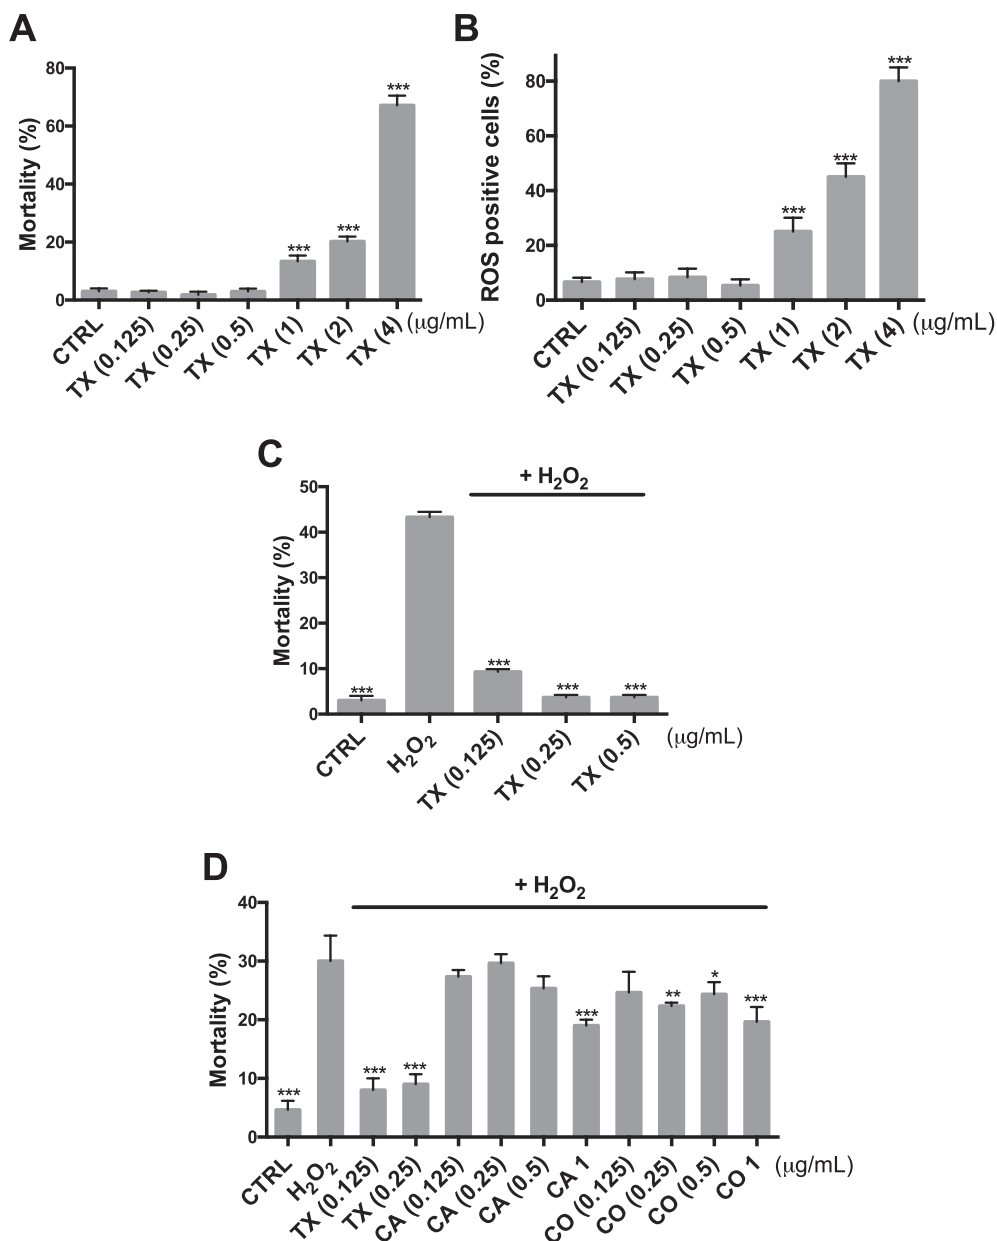 A
Mortality (%)
80
60
40
20
0
***
***
***
CTRL
TX (0.125)
TX (0.25)
TX (0.5)
TX (1)
TX (2)
TX (4)
(μg/mL)
B
ROS positive cells (%)
80
60
40
20
0
***
***
***
CTRL
TX (0.125)
TX (0.25)
TX (0.5)
TX (1)
TX (2)
TX (4)
(μg/mL)
C
+ H₂O₂
Mortality (%)
50
40
30
20
10
0
***
***
***
***
CTRL
H₂O₂
TX (0.125)
TX (0.25)
TX (0.5)
(μg/mL)
D
+ H₂O₂
Mortality (%)
40
30
20
10
0
***
***
***
***
**
*
***
CTRL
H₂O₂
TX (0.125)
TX (0.25)
CA (0.125)
CA (0.25)
CA (0.5)
CA 1
CO (0.125)
CO (0.25)
CO (0.5)
CO 1
(μg/mL)